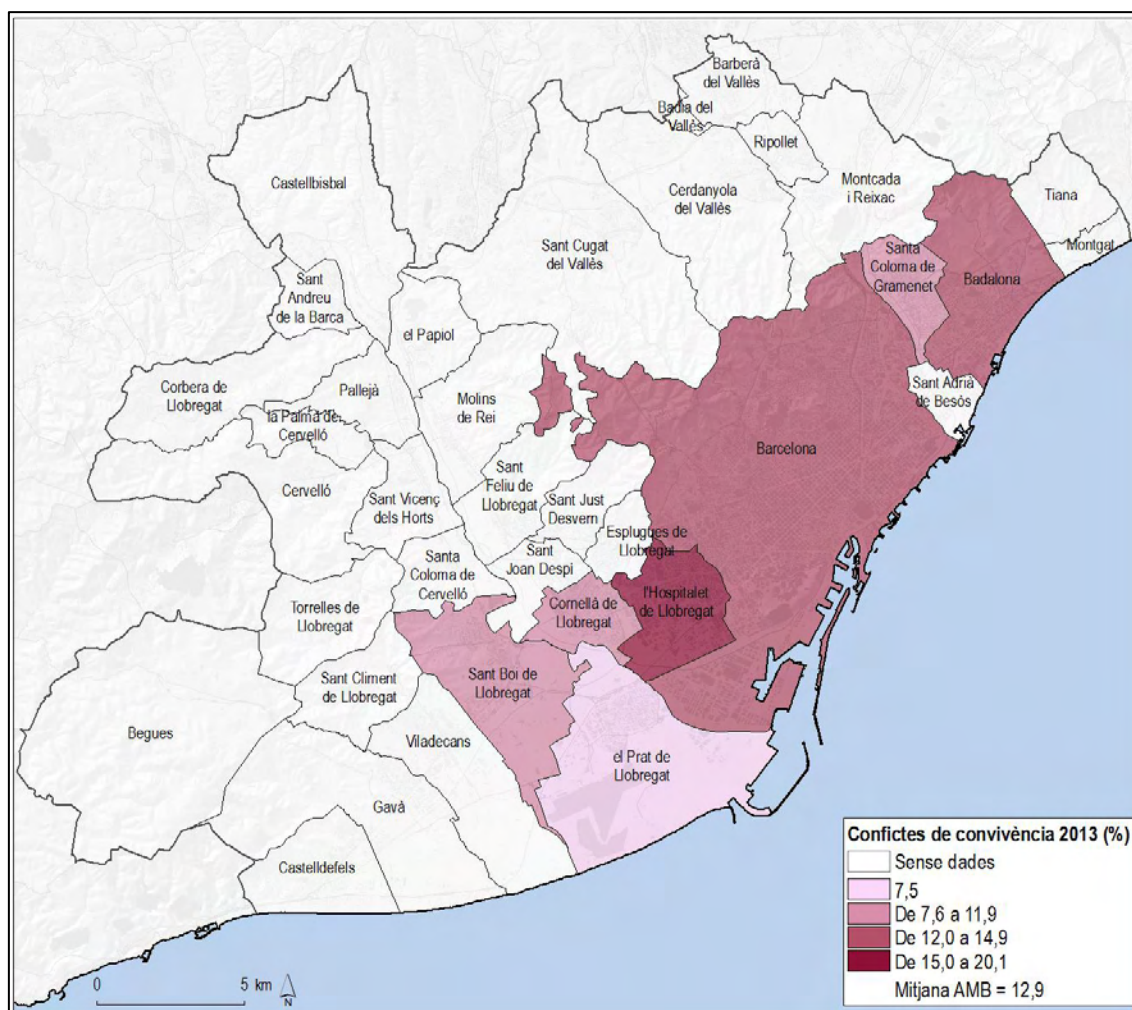 Barberà
del Vallès
Badia del
Vallès
Ripollet
Castellbisbal
Cerdanyola
del Vallès
Montcada
i Reixac
Tiana
Montgat
Sant Cugat
del Vallès
Santa
Coloma de
Gramenet
Badalona
Sant
Andreu
de la Barca
el Papiol
Corbera de
Llobregat
Pallejà
Molins
de Rei
Sant Adrià
de Besòs
la Palma de
Cervelló
Barcelona
Cervelló
Sant
Feliu de
Llobregat
Sant Vicenç
dels Horts
Sant Just
Desvern
Esplugues de
Llobregat
Santa
Coloma de
Cervelló
Sant
Joan Despi
l'Hospitalet
de Llobregat
Cornellà de
Llobregat
Torrelles de
Llobregat
Sant Climent
de Llobregat
Sant Boi de
Llobregat
Begues
Viladecans
el Prat de
Llobregat
Gavà
Castelldefels
Confictes de convivència 2013 (%)
Sense dades
7,5
De 7,6 a 11,9
De 12,0 a 14,9
De 15,0 a 20,1
Mitjana AMB = 12,9
0 5 km N